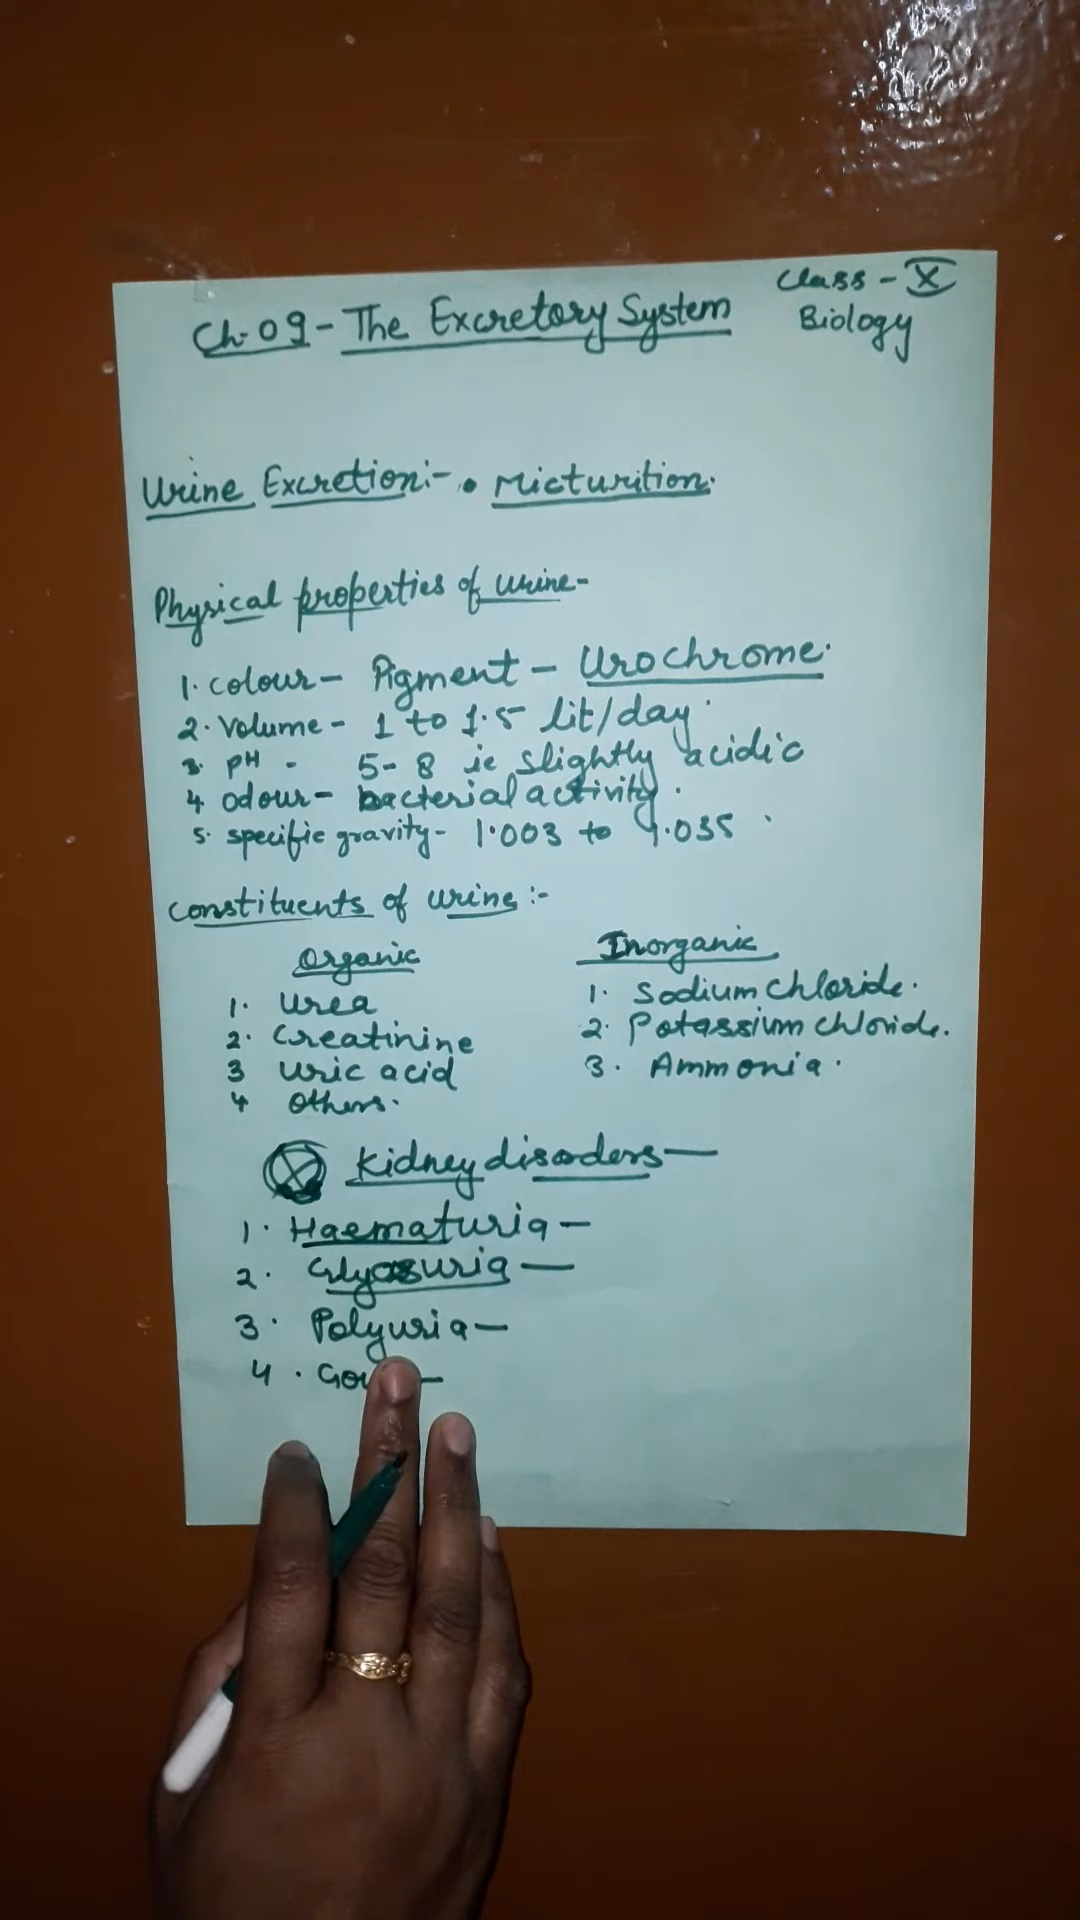 Ch-09 - The Excretory System
Class - X
Biology
Urine Excretion:- • Micturition.
Physical properties of urine-
1. colour - Pigment - Urochrome.
2. Volume - 1 to 1.5 lit/day.
3. pH - 5-8 ie slightly acidic
4. odour - bacterial activity.
5. specific gravity - 1.003 to 1.035
constituents of urine :-
Organic
1. Urea
2. Creatinine
3 Uric acid
4 Others.
Inorganic
1. Sodium chloride.
2. Potassium chloride.
3. Ammonia.
Kidney disorders -
1. Haematuria -
2. Glyosuria -
3. Polyuria -
4. -